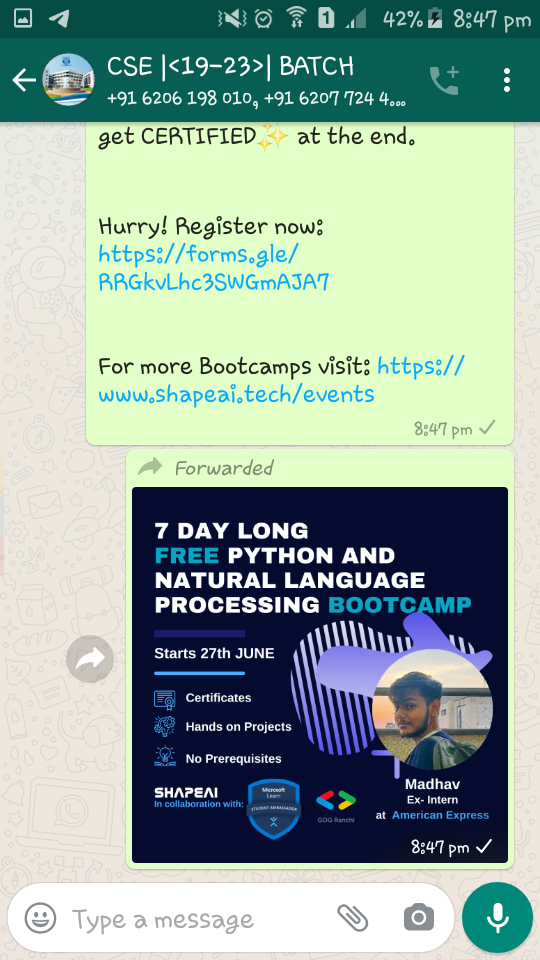 42% 8:47 pm
CSE |<19-23>| BATCH
+91 6206 198 010, +91 6207 724 4...
get CERTIFIED✨ at the end.
Hurry! Register now:
https://forms.gle/
RRGkvLhc3SWGmAJA7
For more Bootcamps visit: https://
www.shapeai.tech/events
8:47 pm
Forwarded
7 DAY LONG
FREE PYTHON AND
NATURAL LANGUAGE
PROCESSING BOOTCAMP
Starts 27th JUNE
Certificates
Hands on Projects
No Prerequisites
SHAPEAI
In collaboration with:
Microsoft
Learn
STUDENT AMBASSADOR
GDG Ranchi
Madhav
Ex- Intern
at American Express
8:47 pm
Type a message